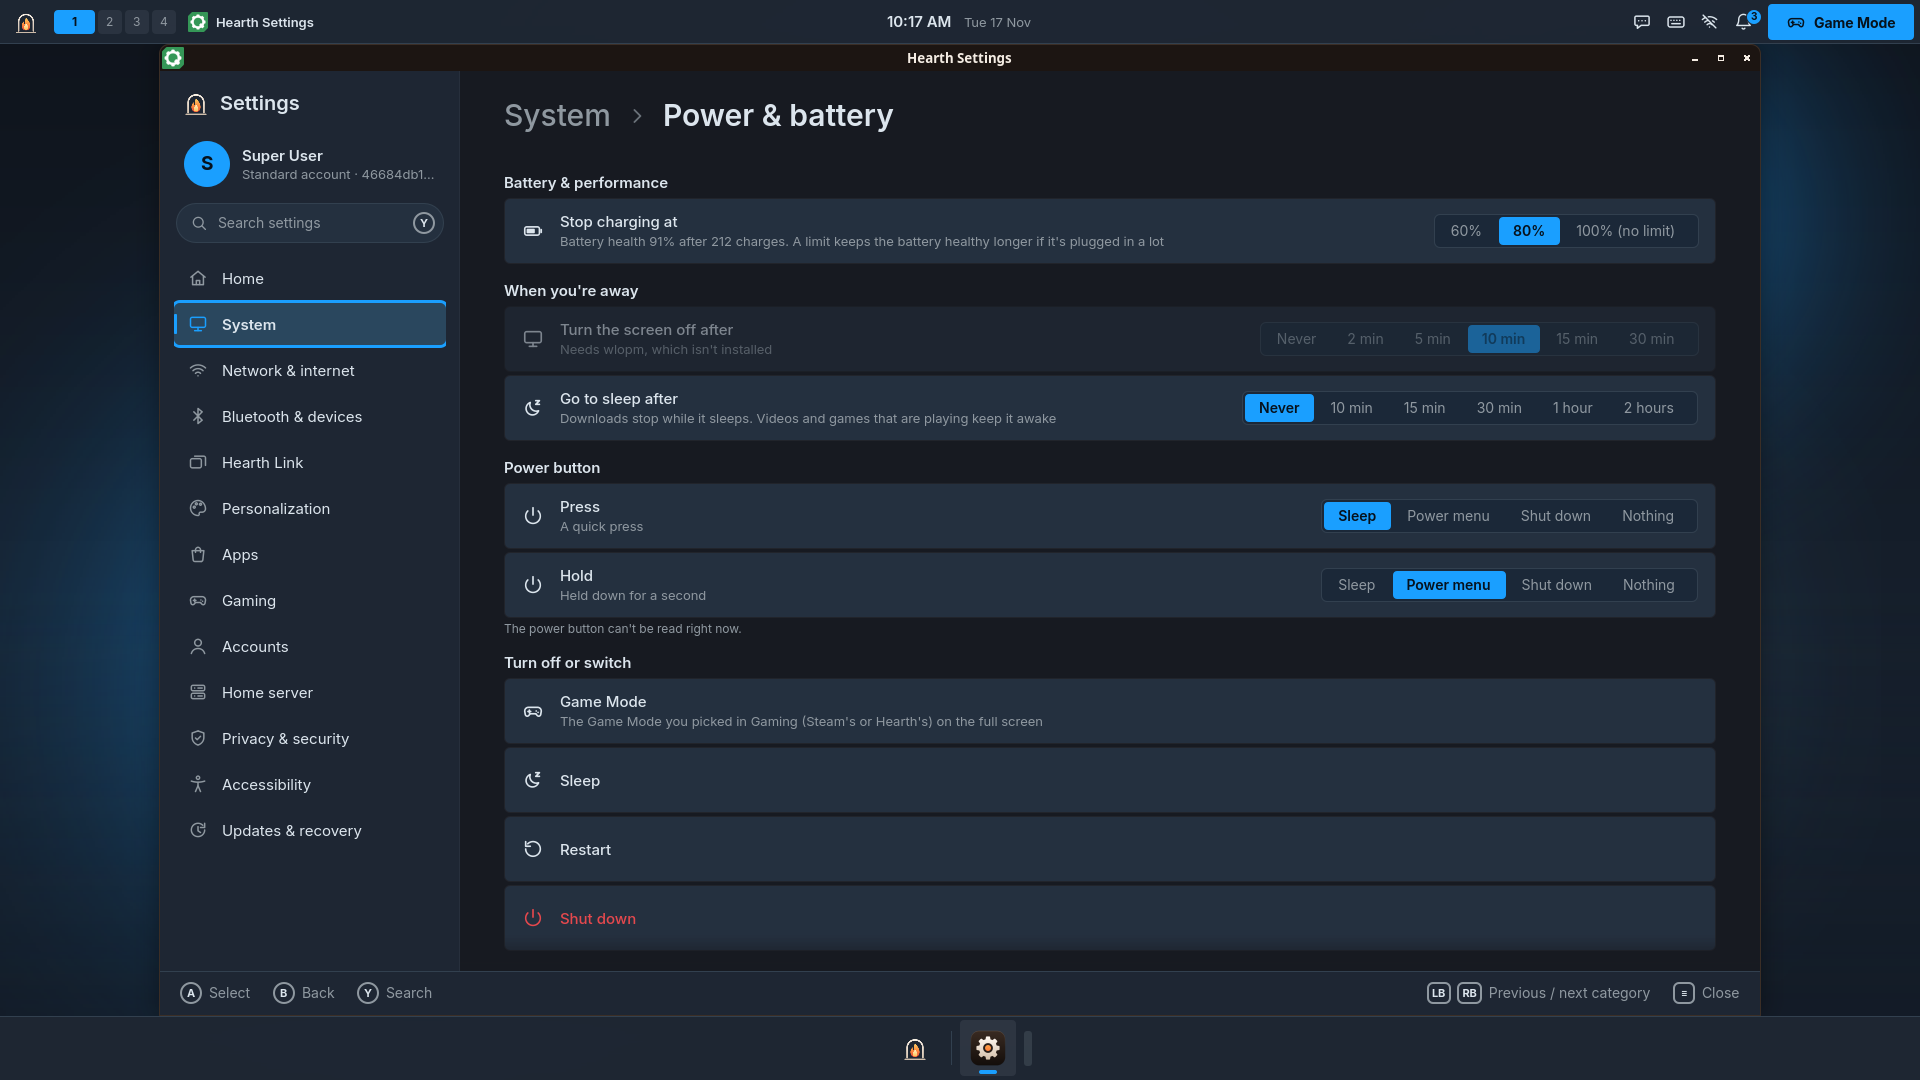 1 2 3 4 Hearth Settings 10:17 AM Tue 17 Nov 3 Game Mode
Hearth Settings
Settings
S Super User
Standard account · 46684db1...
Search settings Y
Home
System
Network & internet
Bluetooth & devices
Hearth Link
Personalization
Apps
Gaming
Accounts
Home server
Privacy & security
Accessibility
Updates & recovery
System > Power & battery
Battery & performance
Stop charging at
Battery health 91% after 212 charges. A limit keeps the battery healthy longer if it's plugged in a lot
60% 80% 100% (no limit)
When you're away
Turn the screen off after
Needs wlopm, which isn't installed
Never 2 min 5 min 10 min 15 min 30 min
Go to sleep after
Downloads stop while it sleeps. Videos and games that are playing keep it awake
Never 10 min 15 min 30 min 1 hour 2 hours
Power button
Press
A quick press
Sleep Power menu Shut down Nothing
Hold
Held down for a second
Sleep Power menu Shut down Nothing
The power button can't be read right now.
Turn off or switch
Game Mode
The Game Mode you picked in Gaming (Steam's or Hearth's) on the full screen
Sleep
Restart
Shut down
A Select B Back Y Search LB RB Previous / next category Close